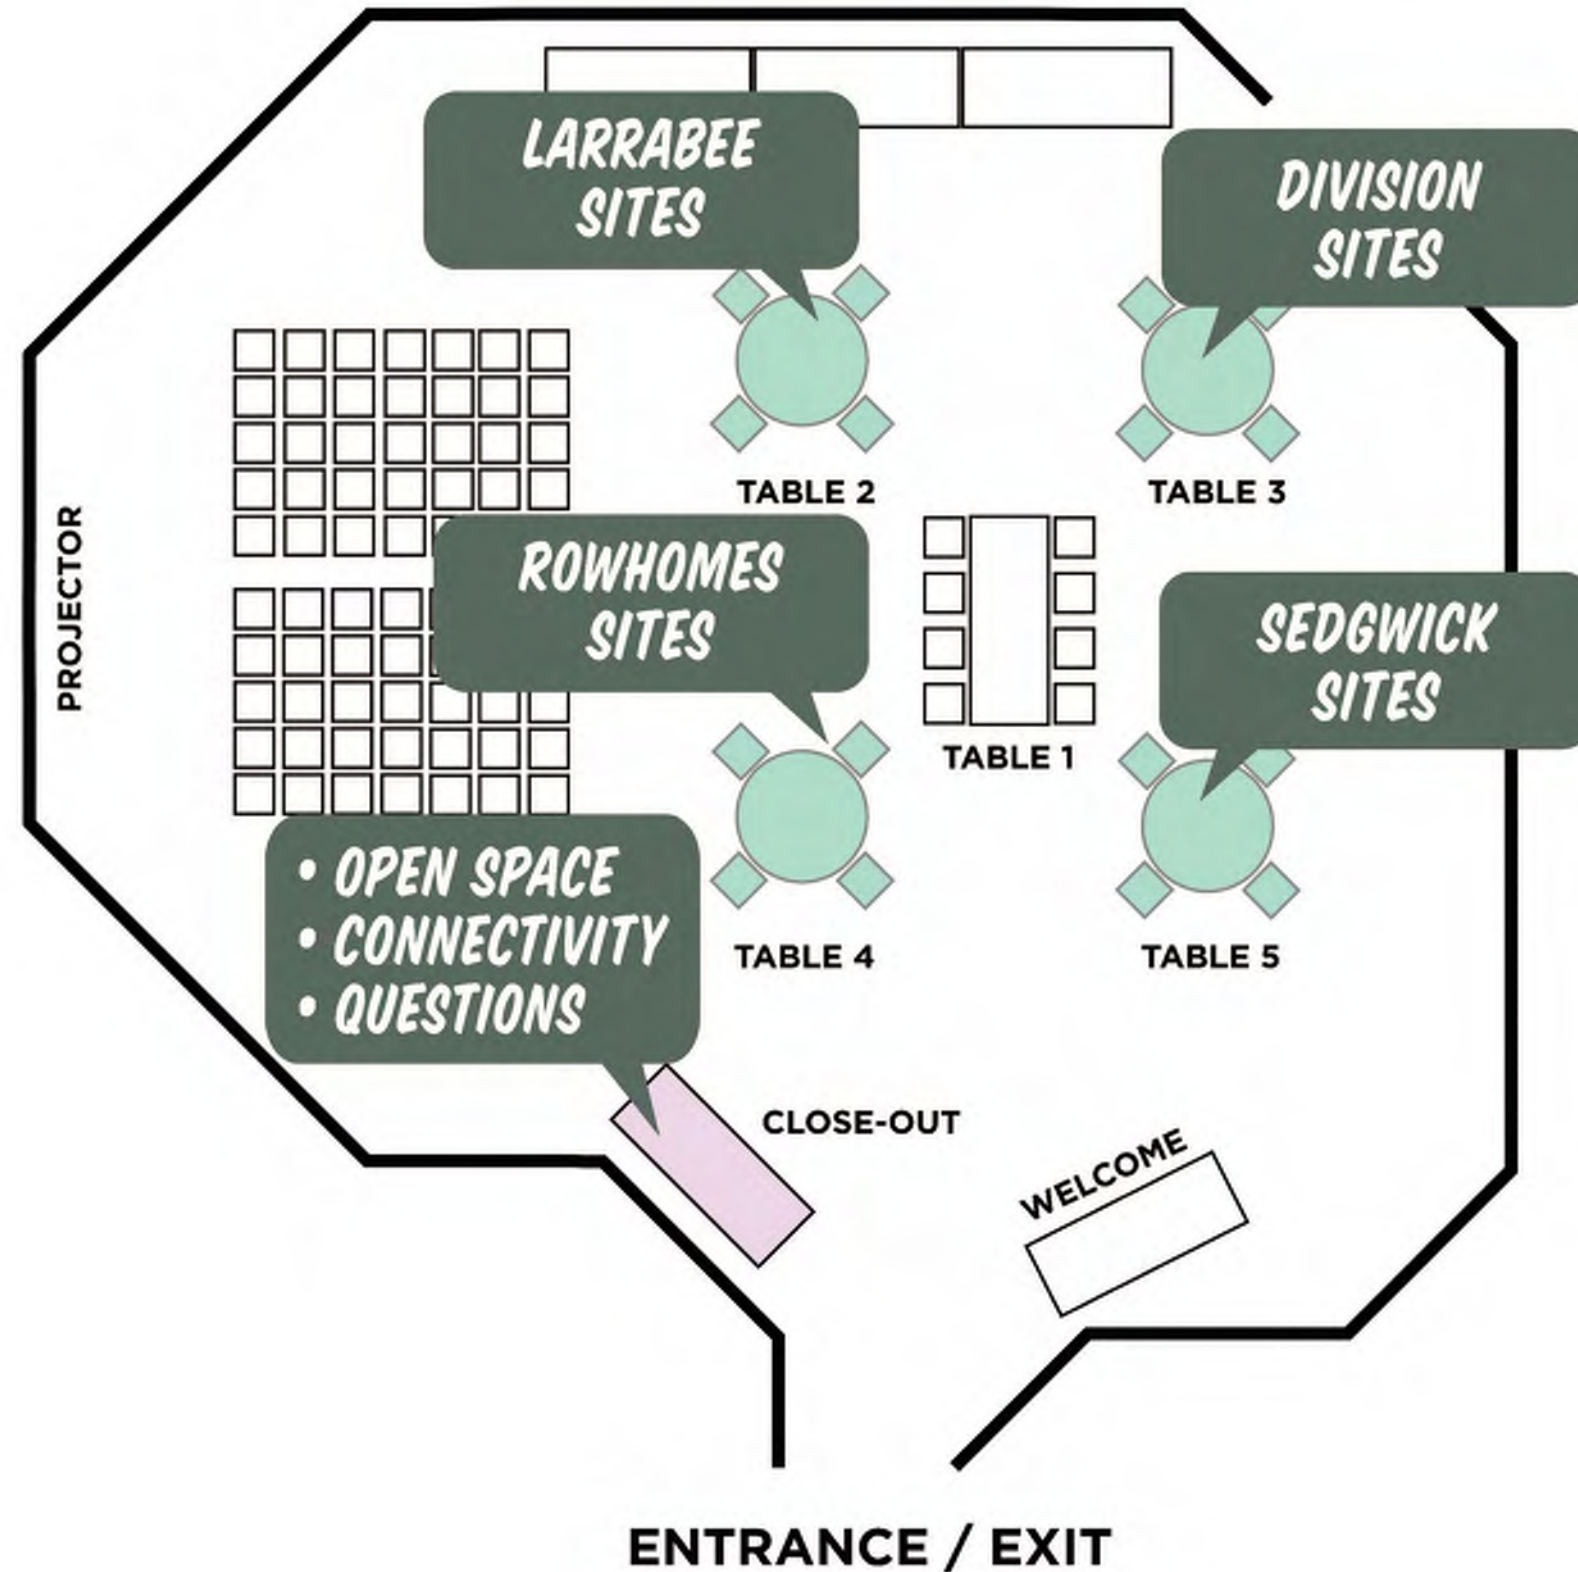 LARRABEE
SITES
DIVISION
SITES
TABLE 2
TABLE 3
PROJECTOR
ROWHOMES
SITES
SEDGWICK
SITES
TABLE 1
• OPEN SPACE
• CONNECTIVITY
• QUESTIONS
TABLE 4
TABLE 5
CLOSE-OUT
WELCOME
ENTRANCE / EXIT